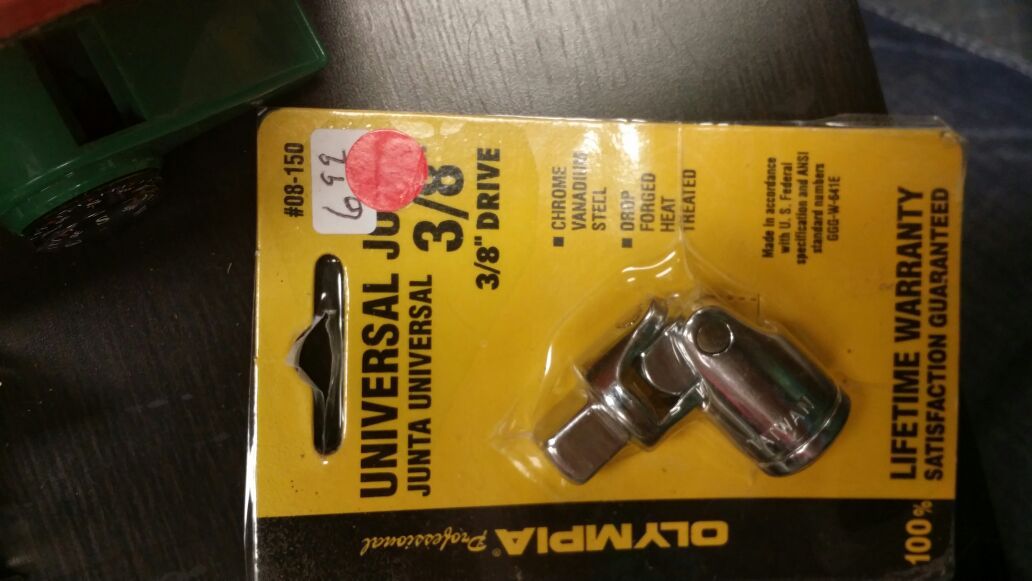 #08-150
6 92
UNIVERSAL JO
JUNTA UNIVERSAL
3/8"
3/8" DRIVE
■ CHROME
VANADIUM
STEEL
■ DROP
FORGED
HEAT
TREATED
Made in accordance
with U. S. Federal
specification and ANSI
standard numbers
GGG-W-641E
TAIWAN
LIFETIME WARRANTY
100% SATISFACTION GUARANTEED
OLYMPIA® Professional